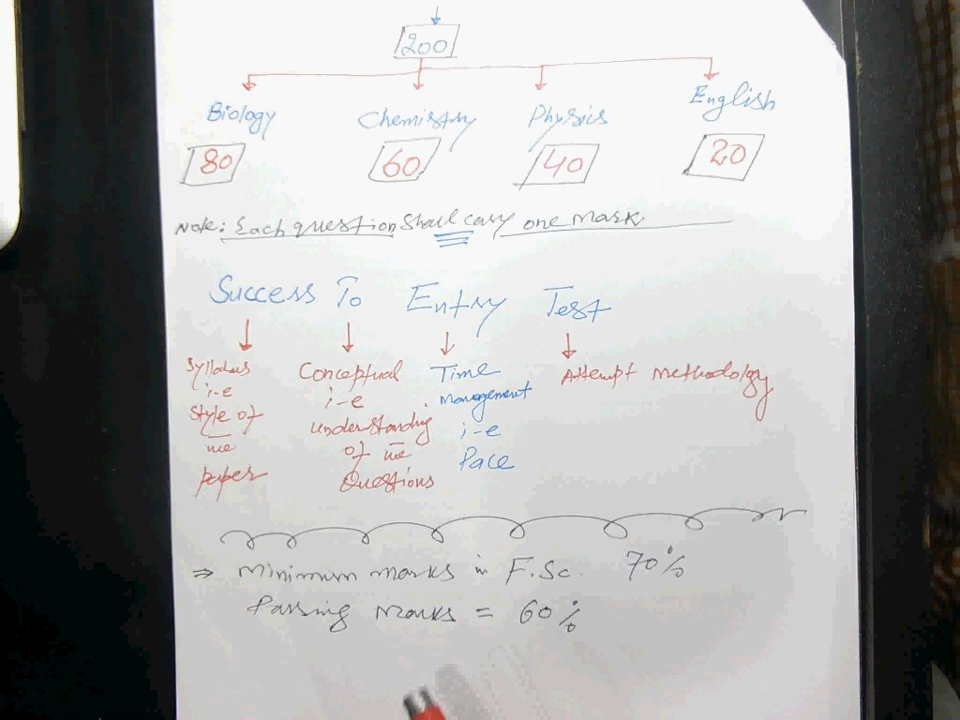 200
Biology Chemistry Physics English
80 60 40 20
Note: Each question Shall cary one mark
Success To Entry Test
Syllabus
i-e
Style of
the
paper
Conceptual
i-e
understanding
of the
Questions
Time
Management
i-e
Pace
Attempt Methodology
⇒ Minimum marks in F.Sc. 70%
Passing marks = 60%